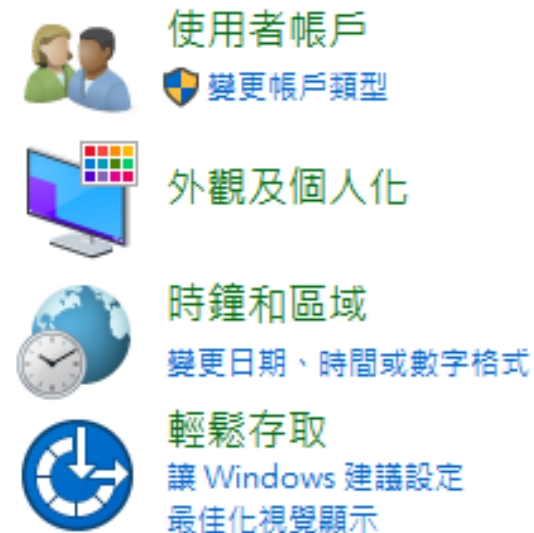 使用者帳戶
變更帳戶類型
外觀及個人化
時鐘和區域
變更日期、時間或數字格式
輕鬆存取
讓 Windows 建議設定
最佳化視覺顯示